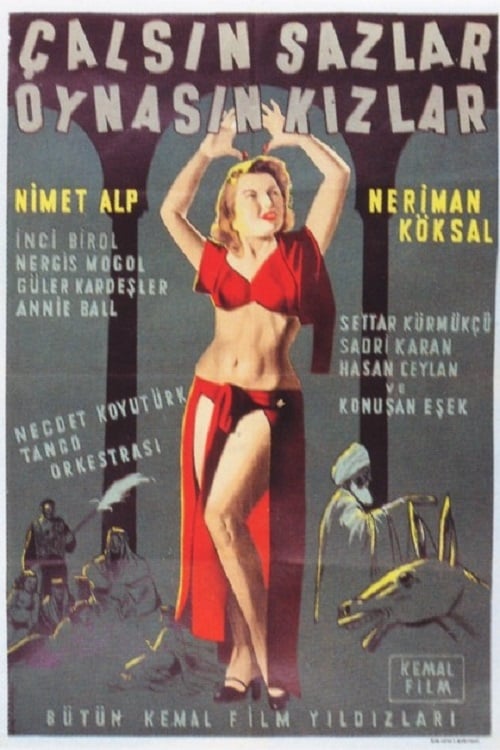 ÇALSIN SAZLAR
OYNASIN KIZLAR
NİMET ALP
NERİMAN
KÖKSAL
İNCİ BİROL
NERGİS MOGOL
GÜLER KARDEŞLER
ANNIE BALL
SETTAR KÖRMÜKÇÜ
SADRİ KARAN
HASAN CEYLAN
ve
KONUŞAN EŞEK
NECDET KOYUTÜRK
TANGO
ORKESTRASI
KEMAL
FİLM
BÜTÜN KEMAL FİLM YILDIZLARI